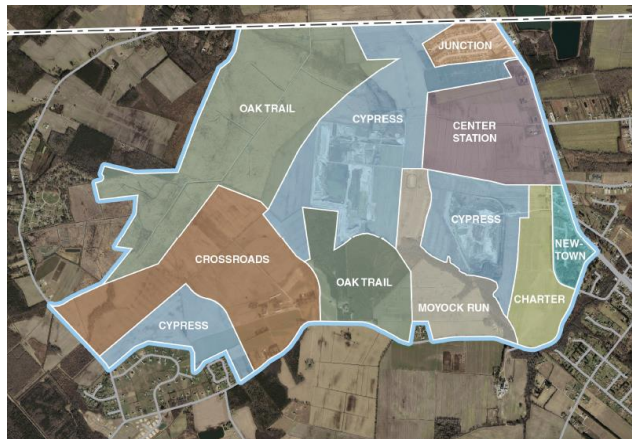 JUNCTION
OAK TRAIL
CYPRESS
CENTER
STATION
CYPRESS
NEW-
TOWN
CROSSROADS
OAK TRAIL
MOYOCK RUN
CHARTER
CYPRESS